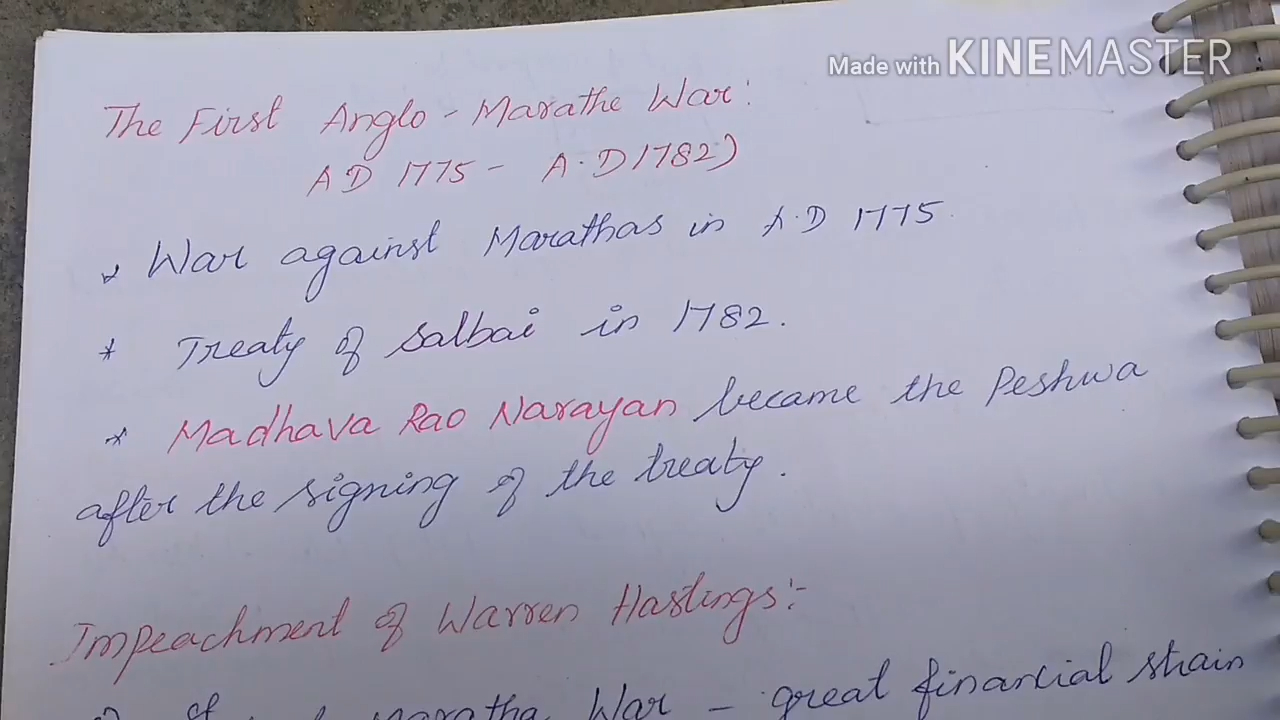 Made with KINEMASTER
The First Anglo - Marathe War:
AD 1775 - A.D 1782)
* War against Marathas in A.D 1775.
* Treaty of Salbai in 1782.
* Madhava Rao Narayan became the Peshwa
after the signing of the treaty.
Impeachment of Warren Hastings:-
War - great financial strain